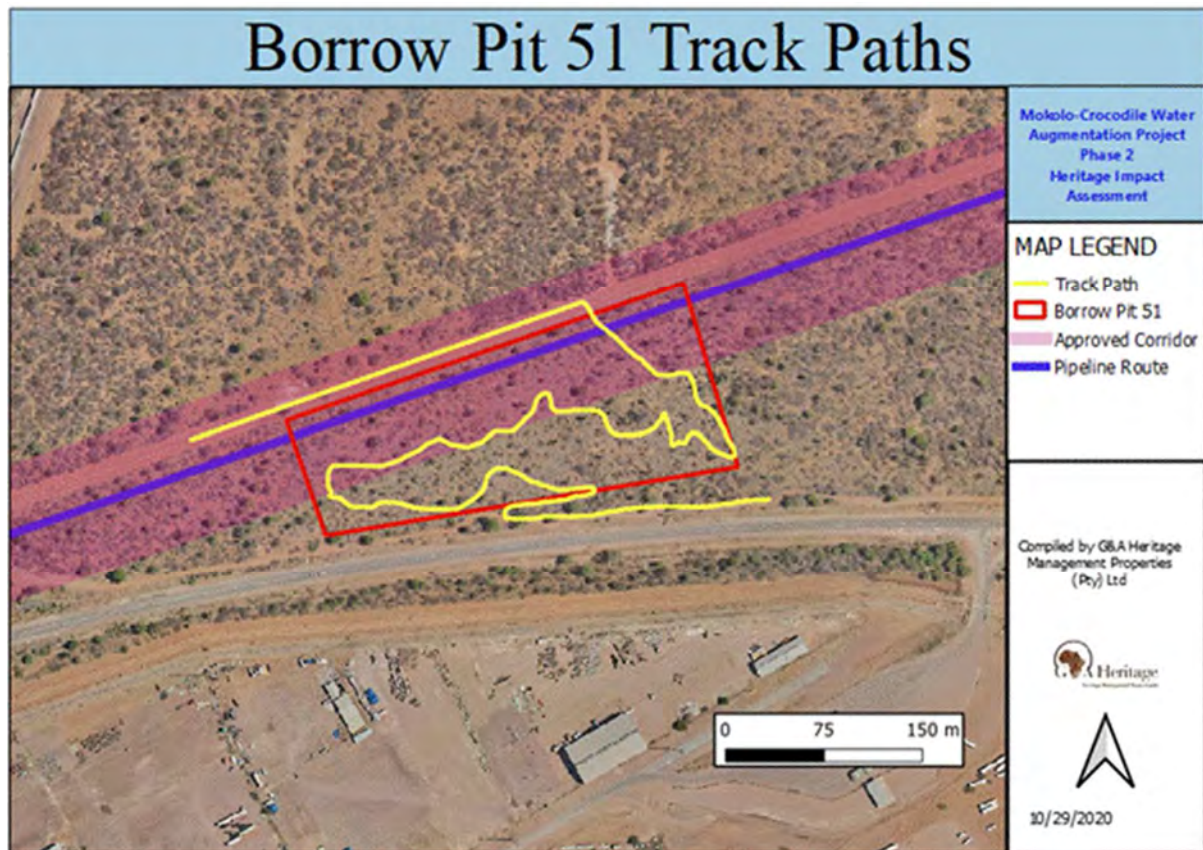 Borrow Pit 51 Track Paths
Mokolo-Crocodile Water
Augmentation Project
Phase 2
Heritage Impact
Assessment
MAP LEGEND
Track Path
Borrow Pit 51
Approved Corridor
Pipeline Route
Compiled by G&A Heritage
Management Properties
(Pty) Ltd
A Heritage
0 75 150 m
10/29/2020